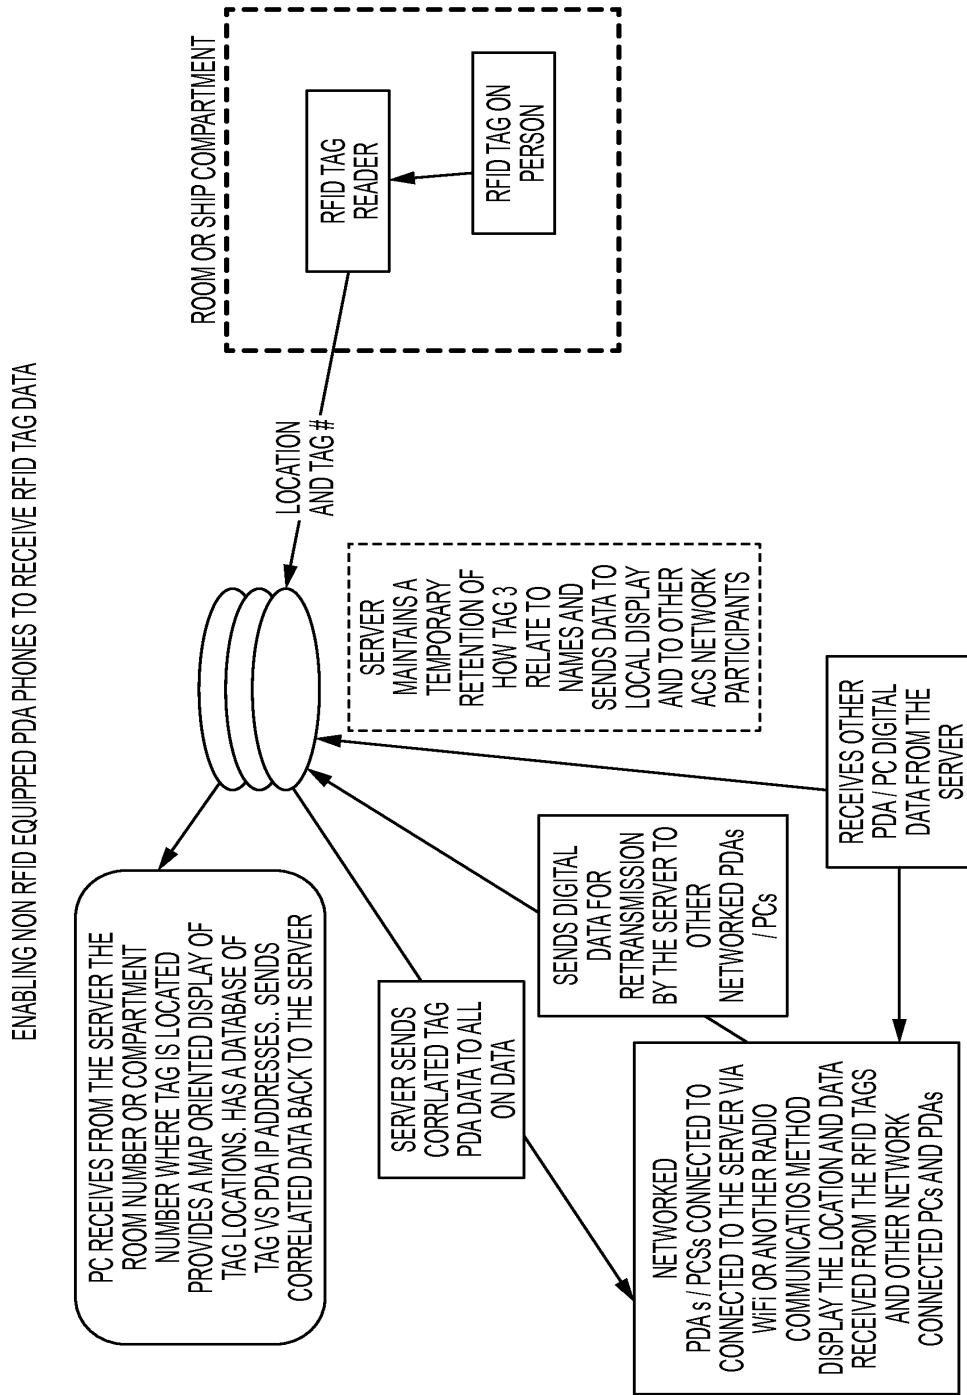 ENABLING NON RFID EQUIPPED PDA PHONES TO RECEIVE RFID TAG DATA
PC RECEIVES FROM THE SERVER THE
ROOM NUMBER OR COMPARTMENT
NUMBER WHERE TAG IS LOCATED
PROVIDES A MAP ORIENTED DISPLAY OF
TAG LOCATIONS. HAS A DATABASE OF
TAG VS PDA IP ADDRESSES.. SENDS
CORRELATED DATA BACK TO THE SERVER
ROOM OR SHIP COMPARTMENT
RFID TAG
READER
RFID TAG ON
PERSON
LOCATION
AND TAG #
SERVER
MAINTAINS A
TEMPORARY
RETENTION OF
HOW TAG 3
RELATE TO
NAMES AND
SENDS DATA TO
LOCAL DISPLAY
AND TO OTHER
ACS NETWORK
PARTICIPANTS
SERVER SENDS
CORRLATED TAG
PDA DATA TO ALL
ON DATA
SENDS DIGITAL
DATA FOR
RETRANSMISSION
BY THE SERVER TO
OTHER
NETWORKED PDAs
/ PCs
NETWORKED
PDA s / PCSs CONNECTED TO
CONNECTED TO THE SERVER VIA
WiFi OR ANOTHER RADIO
COMMUNICATIOS METHOD
DISPLAY THE LOCATION AND DATA
RECEIVED FROM THE RFID TAGS
AND OTHER NETWORK
CONNECTED PCs AND PDAs
RECEIVES OTHER
PDA / PC DIGITAL
DATA FROM THE
SERVER